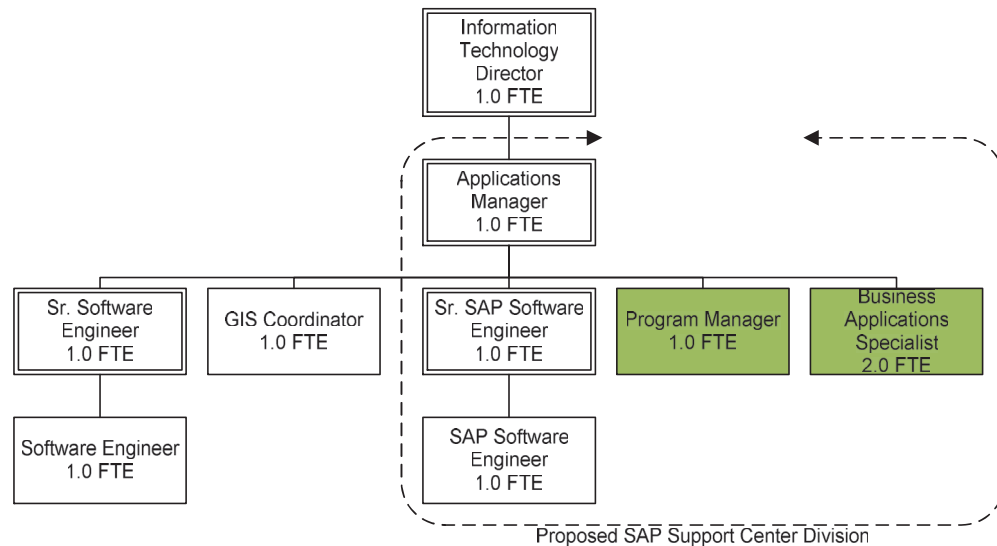 Information
Technology
Director
1.0 FTE
Applications
Manager
1.0 FTE
Sr. Software
Engineer
1.0 FTE
GIS Coordinator
1.0 FTE
Sr. SAP Software
Engineer
1.0 FTE
Program Manager
1.0 FTE
Business
Applications
Specialist
2.0 FTE
Software Engineer
1.0 FTE
SAP Software
Engineer
1.0 FTE
Proposed SAP Support Center Division